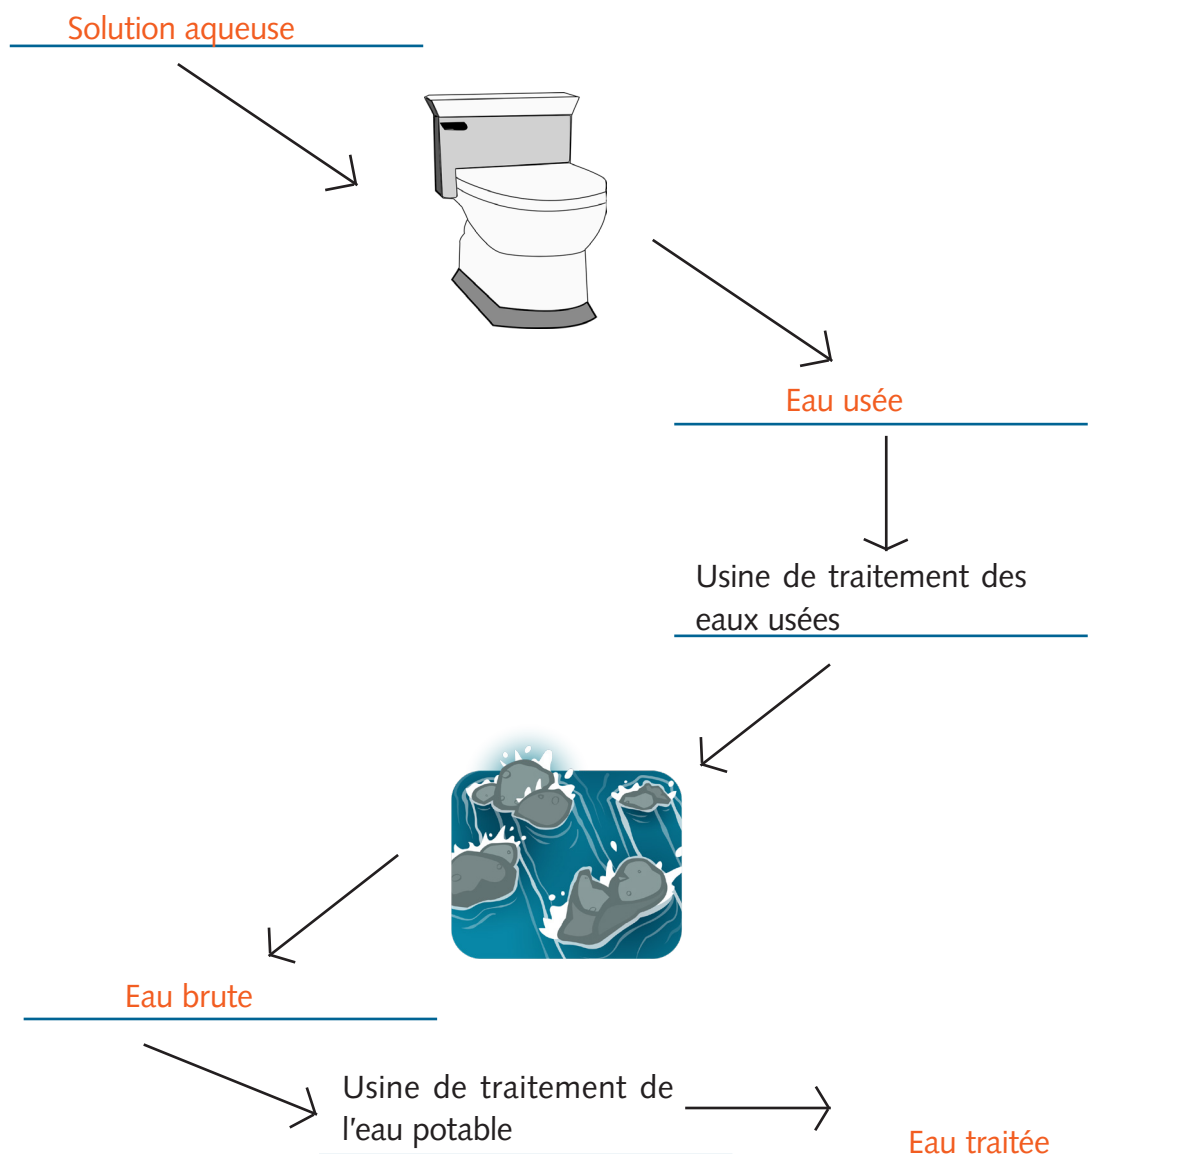 Solution aqueuse
Eau usée
Usine de traitement des
eaux usées
Eau brute
Usine de traitement de
l'eau potable
Eau traitée